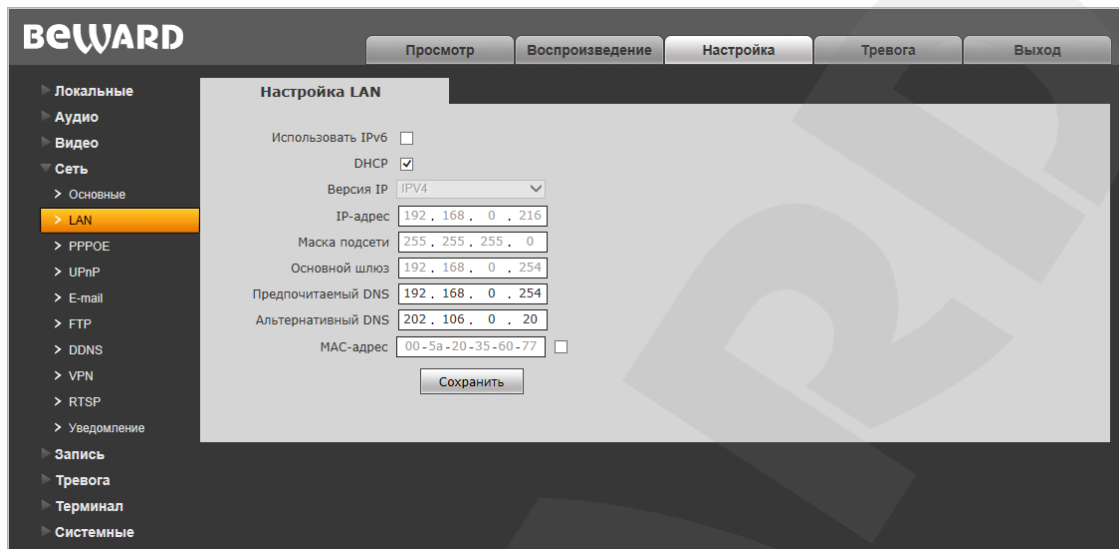 BEWARD
Просмотр Воспроизведение Настройка Тревога Выход
Локальные
Аудио
Видео
Сеть
Основные
LAN
PPPOE
UPnP
E-mail
FTP
DDNS
VPN
RTSP
Уведомление
Запись
Тревога
Терминал
Системные
Настройка LAN
Использовать IPv6
DHCP
Версия IP IPV4
IP-адрес 192 . 168 . 0 . 216
Маска подсети 255 . 255 . 255 . 0
Основной шлюз 192 . 168 . 0 . 254
Предпочитаемый DNS 192 . 168 . 0 . 254
Альтернативный DNS 202 . 106 . 0 . 20
MAC-адрес 00-5a-20-35-60-77
Сохранить